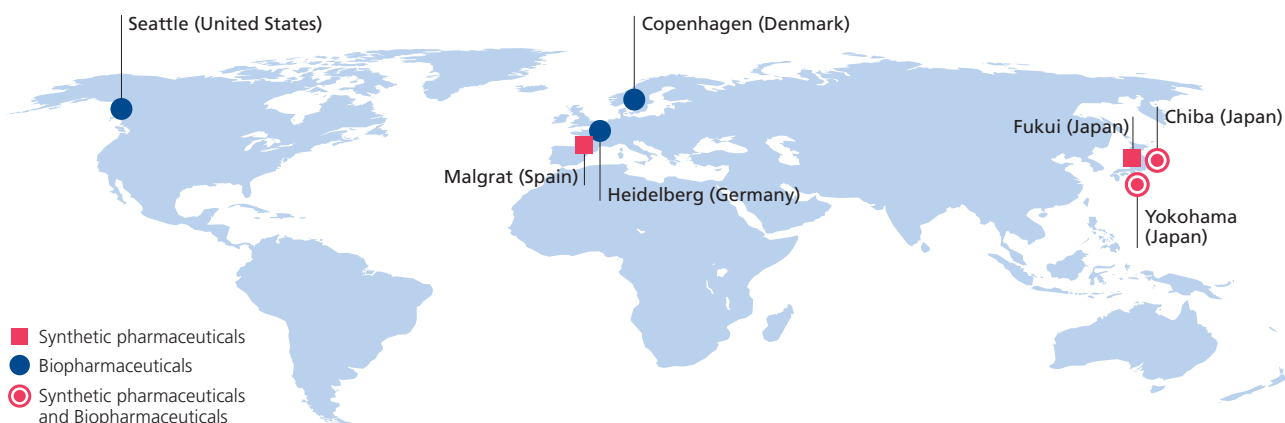 Seattle (United States)
Copenhagen (Denmark)
Chiba (Japan)
Fukui (Japan)
Malgrat (Spain)
Heidelberg (Germany)
Yokohama
(Japan)
Synthetic pharmaceuticals
Biopharmaceuticals
Synthetic pharmaceuticals
and Biopharmaceuticals